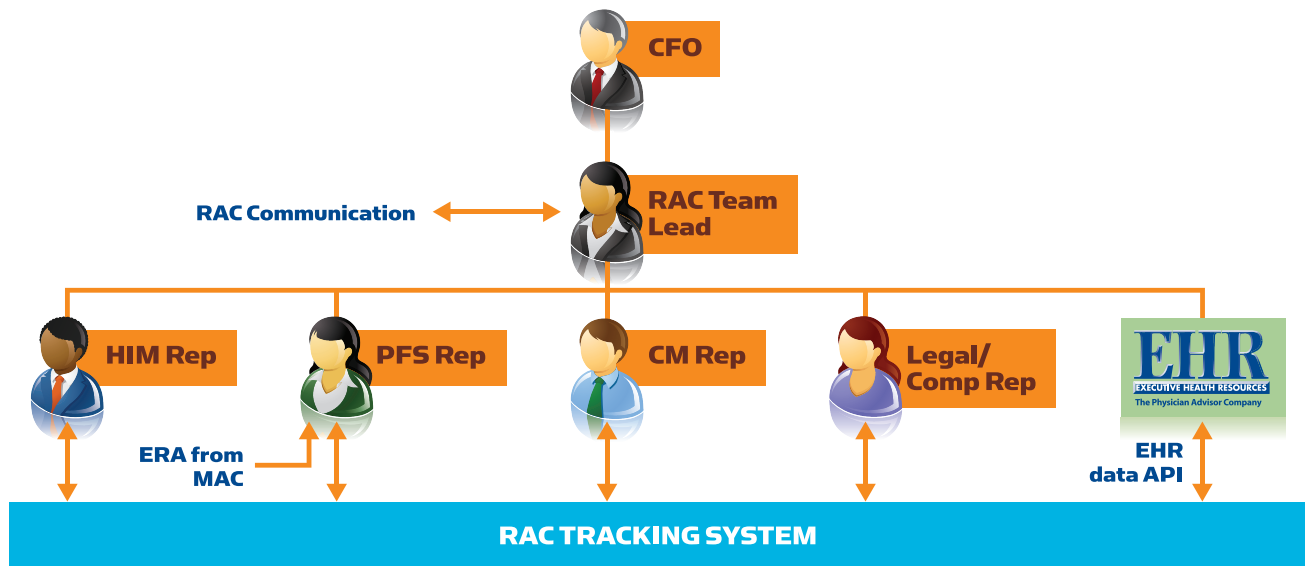 CFO
RAC Team
Lead
RAC Communication
HIM Rep
PFS Rep
CM Rep
Legal/
Comp Rep
EHR
EXECUTIVE HEALTH RESOURCES
The Physician Advisor Company
ERA from
MAC
EHR
data API
RAC TRACKING SYSTEM